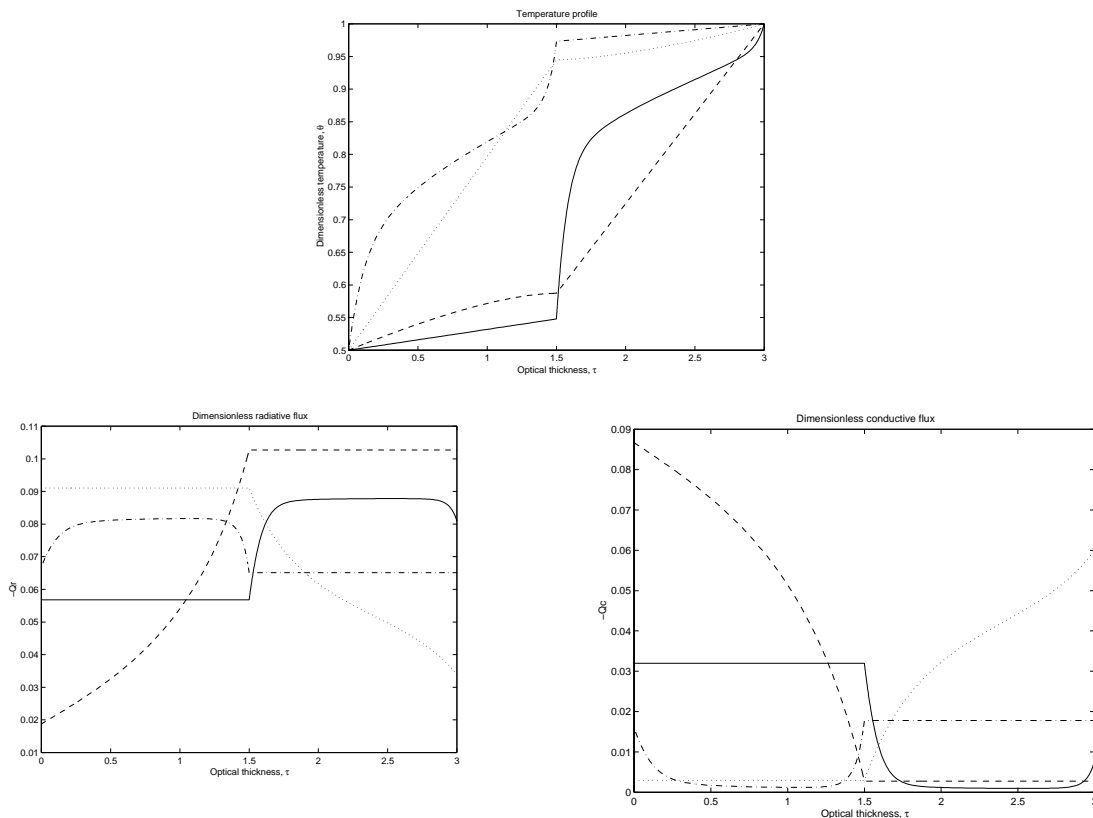 Temperature profile
1
0.95
0.9
0.85
0.8
0.75
0.7
0.65
0.6
0.55
0.5
Dimensionless temperature, θ
0 0.5 1 1.5 2 2.5 3
Optical thickness, τ
Dimensionless radiative flux
0.11
0.1
0.09
0.08
0.07
0.06
0.05
0.04
0.03
0.02
0.01
−Qr
0 0.5 1 1.5 2 2.5 3
Optical thickness, τ
Dimensionless conductive flux
0.09
0.08
0.07
0.06
0.05
0.04
0.03
0.02
0.01
0
−Qc
0 0.5 1 1.5 2 2.5 3
Optical thickness, τ